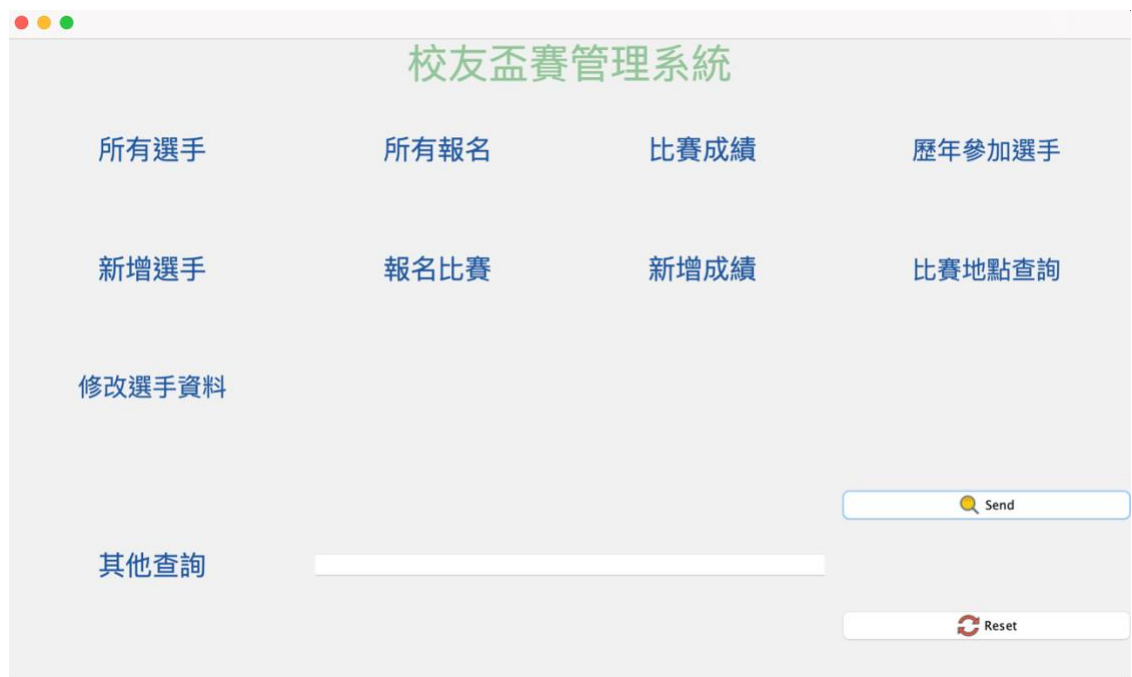 校友盃賽管理系統
所有選手 所有報名 比賽成績 歷年參加選手
新增選手 報名比賽 新增成績 比賽地點查詢
修改選手資料
Send
其他查詢
Reset